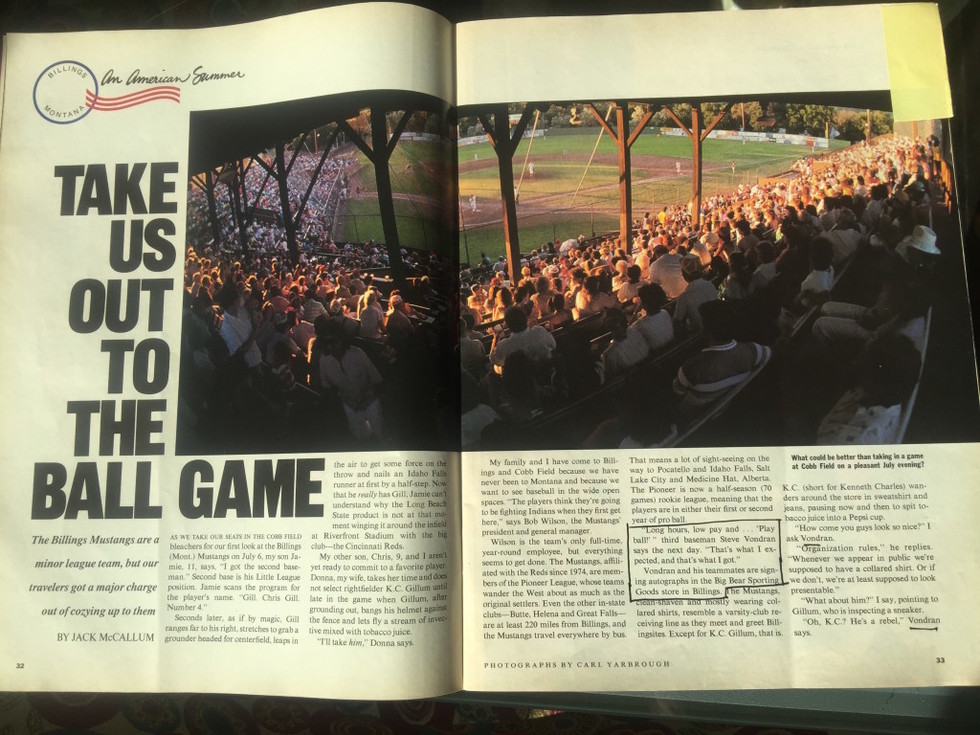 BILLINGS
MONTANA
An American Summer
TAKE
US
OUT
TO
THE
BALL GAME
The Billings Mustangs are a
minor league team, but our
travelers got a major charge
out of cozying up to them
BY JACK McCALLUM
AS WE TAKE OUR SEATS IN THE COBB FIELD
bleachers for our first look at the Billings
(Mont.) Mustangs on July 6, my son Ja-
mie, 11, says, "I got the second base-
man." Second base is his Little League
position. Jamie scans the program for
the player's name. "Gill. Chris Gill.
Number 4."
Seconds later, as if by magic, Gill
ranges far to his right, stretches to grab a
grounder headed for centerfield, leaps in
the air to get some force on the
throw and nails an Idaho Falls
runner at first by a half-step. Now
that he really has Gill, Jamie can't
understand why the Long Beach
State product is not at that mo-
ment winging it around the infield
at Riverfront Stadium with the big
club—the Cincinnati Reds.
My other son, Chris, 9, and I aren't
yet ready to commit to a favorite player.
Donna, my wife, takes her time and does
not select rightfielder K.C. Gillum until
late in the game when Gillum, after
grounding out, bangs his helmet against
the fence and lets fly a stream of invec-
tive mixed with tobacco juice.
"I'll take him," Donna says.
32
My family and I have come to Bill-
ings and Cobb Field because we have
never been to Montana and because we
want to see baseball in the wide open
spaces. "The players think they're going
to be fighting Indians when they first get
here," says Bob Wilson, the Mustangs'
president and general manager.
Wilson is the team's only full-time,
year-round employee, but everything
seems to get done. The Mustangs, affili-
ated with the Reds since 1974, are mem-
bers of the Pioneer League, whose teams
wander the West about as much as the
original settlers. Even the other in-state
clubs—Butte, Helena and Great Falls—
are at least 220 miles from Billings, and
the Mustangs travel everywhere by bus.
That means a lot of sight-seeing on the
way to Pocatello and Idaho Falls, Salt
Lake City and Medicine Hat, Alberta.
The Pioneer is now a half-season (70
games) rookie league, meaning that the
players are in either their first or second
year of pro ball.
"Long hours, low pay and . . . 'Play
ball!' " third baseman Steve Vondran
says the next day. "That's what I ex-
pected, and that's what I got."
Vondran and his teammates are sign-
ing autographs in the Big Bear Sporting
Goods store in Billings. The Mustangs,
clean-shaven and mostly wearing col-
lared shirts, resemble a varsity-club re-
ceiving line as they meet and greet Bill-
ingsites. Except for K.C. Gillum, that is.
What could be better than taking in a game
at Cobb Field on a pleasant July evening?
K.C. (short for Kenneth Charles) wan-
ders around the store in sweatshirt and
jeans, pausing now and then to spit to-
bacco juice into a Pepsi cup.
"How come you guys look so nice?" I
ask Vondran.
"Organization rules," he replies.
"Whenever we appear in public we're
supposed to have a collared shirt. Or if
we don't, we're at least supposed to look
presentable."
"What about him?" I say, pointing to
Gillum, who is inspecting a sneaker.
"Oh, K.C.? He's a rebel," Vondran
says.
PHOTOGRAPHS BY CARL YARBROUGH
33